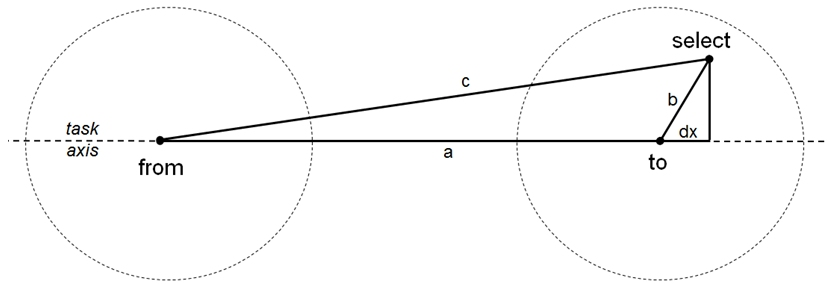 select
c
b
task
axis
dx
from
a
to